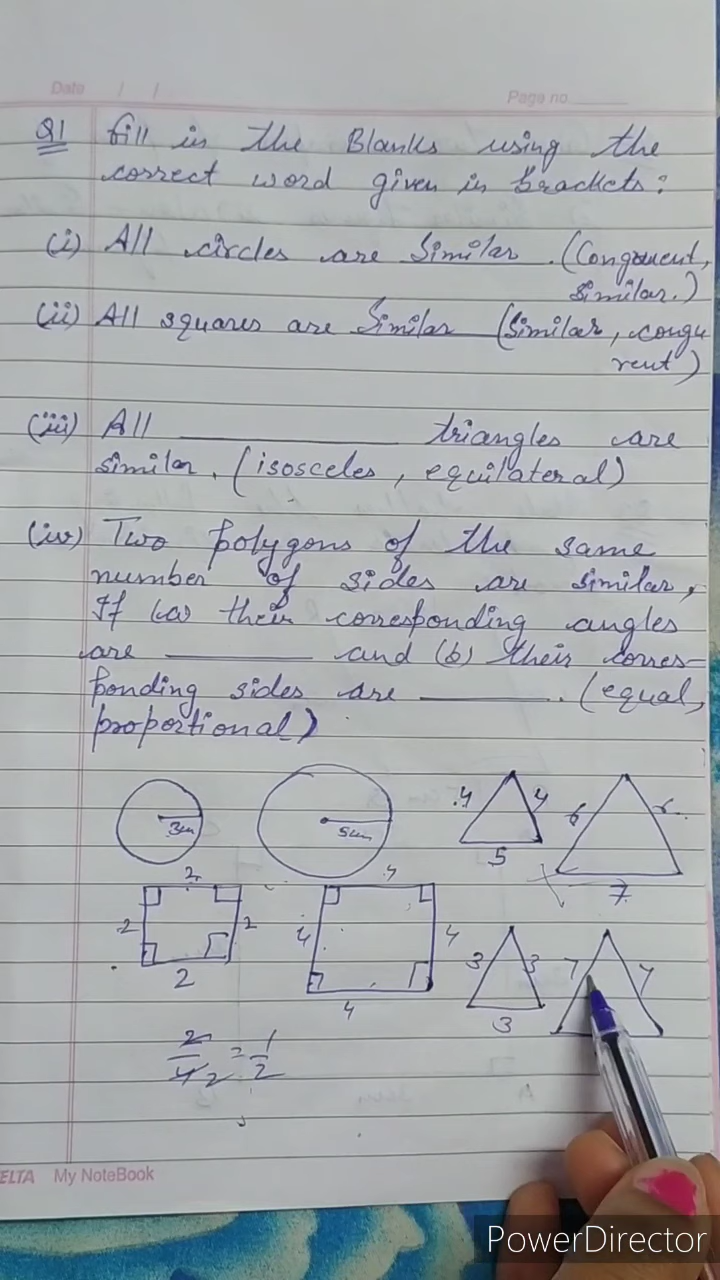 Date / /
Page no.
Q1 fill in the Blanks using the
correct word given in brackets:
(i) All circles are Similar. (Congruent,
similar.)
(ii) All squares are Similar (Similar, congu
rent)
(iii) All ________ triangles are
similar. (isosceles, equilateral)
(iv) Two polygons of the same
number of sides are similar,
If (a) their corresponding angles
are ________ and (b) their corres-
ponding sides are ________. (equal,
proportional)
3cm 5cm 4 4 5 6 6 7
2 2 2 2 4 4 4 4 3 3 3 7 7
2/4 2 = 1/2
ELTA My NoteBook
PowerDirector